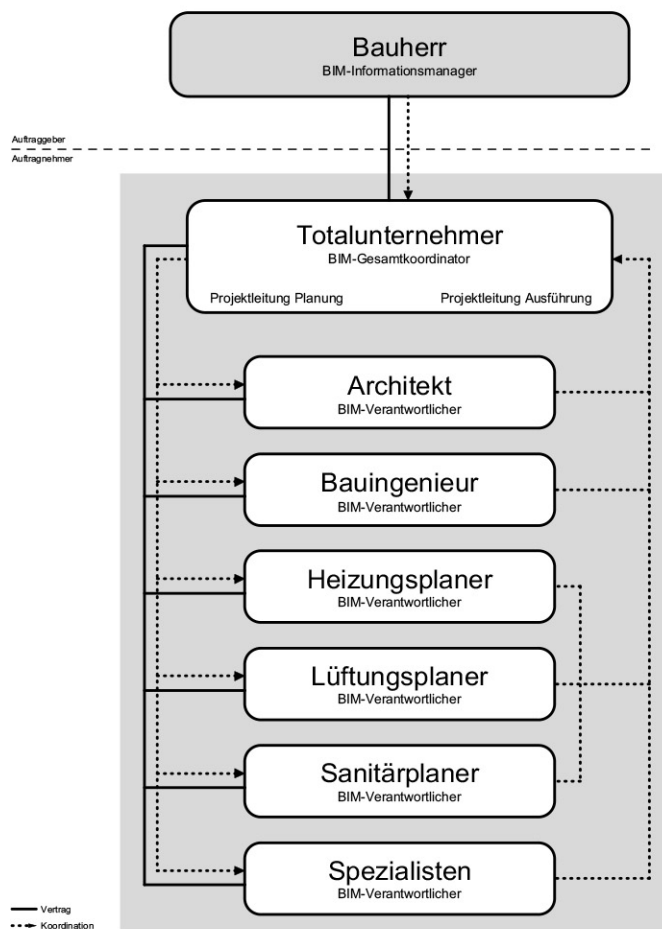 Bauherr
BIM-Informationsmanager
Auftraggeber
Auftragnehmer
Totalunternehmer
BIM-Gesamtkoordinator
Projektleitung Planung
Projektleitung Ausführung
Architekt
BIM-Verantwortlicher
Bauingenieur
BIM-Verantwortlicher
Heizungsplaner
BIM-Verantwortlicher
Lüftungsplaner
BIM-Verantwortlicher
Sanitärplaner
BIM-Verantwortlicher
Spezialisten
BIM-Verantwortlicher
Vertrag
Koordination